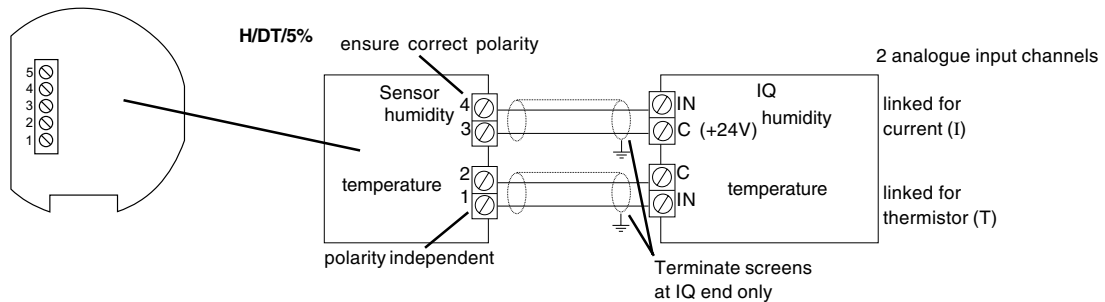 H/DT/5%
ensure correct polarity
2 analogue input channels
5
4
3
2
1
Sensor
humidity
4
3
temperature
2
1
polarity independent
IN
C (+24V)
IQ
humidity
C
IN
temperature
linked for
current (I)
linked for
thermistor (T)
Terminate screens
at IQ end only